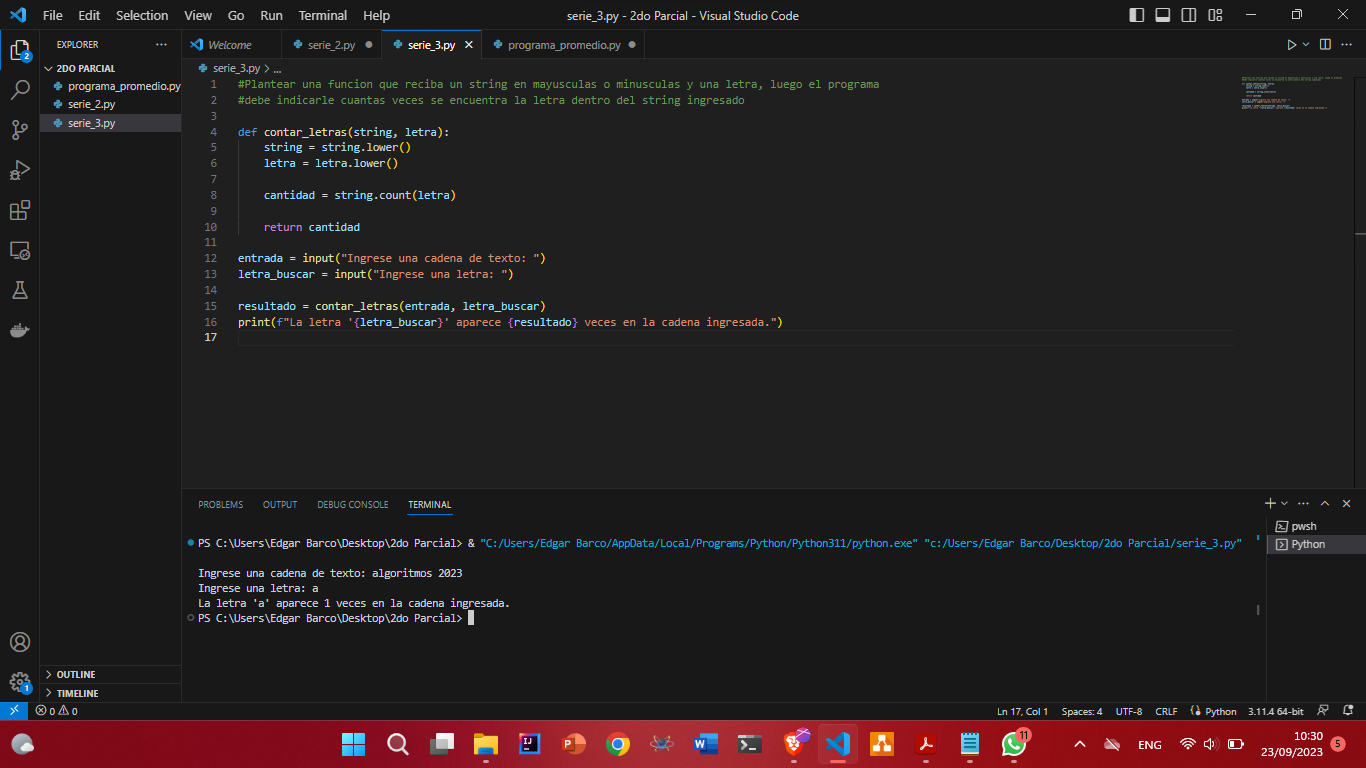 File Edit Selection View Go Run Terminal Help
serie_3.py - 2do Parcial - Visual Studio Code
EXPLORER
Welcome
serie_2.py
serie_3.py
programa_promedio.py
2
2DO PARCIAL
programa_promedio.py
serie_2.py
serie_3.py
serie_3.py > ...
1 #Plantear una funcion que reciba un string en mayusculas o minusculas y una letra, luego el programa
2 #debe indicarle cuantas veces se encuentra la letra dentro del string ingresado
3
4 def contar_letras(string, letra):
5 string = string.lower()
6 letra = letra.lower()
7
8 cantidad = string.count(letra)
9
10 return cantidad
11
12 entrada = input("Ingrese una cadena de texto: ")
13 letra_buscar = input("Ingrese una letra: ")
14
15 resultado = contar_letras(entrada, letra_buscar)
16 print(f"La letra '{letra_buscar}' aparece {resultado} veces en la cadena ingresada.")
17
PROBLEMS OUTPUT DEBUG CONSOLE TERMINAL
pwsh
Python
PS C:\Users\Edgar Barco\Desktop\2do Parcial> & "C:/Users/Edgar Barco/AppData/Local/Programs/Python/Python311/python.exe" "c:/Users/Edgar Barco/Desktop/2do Parcial/serie_3.py"
Ingrese una cadena de texto: algoritmos 2023
Ingrese una letra: a
La letra 'a' aparece 1 veces en la cadena ingresada.
PS C:\Users\Edgar Barco\Desktop\2do Parcial>
OUTLINE
TIMELINE
1
0 0
Ln 17, Col 1 Spaces: 4 UTF-8 CRLF Python 3.11.4 64-bit
11
ENG
10:30
23/09/2023
5